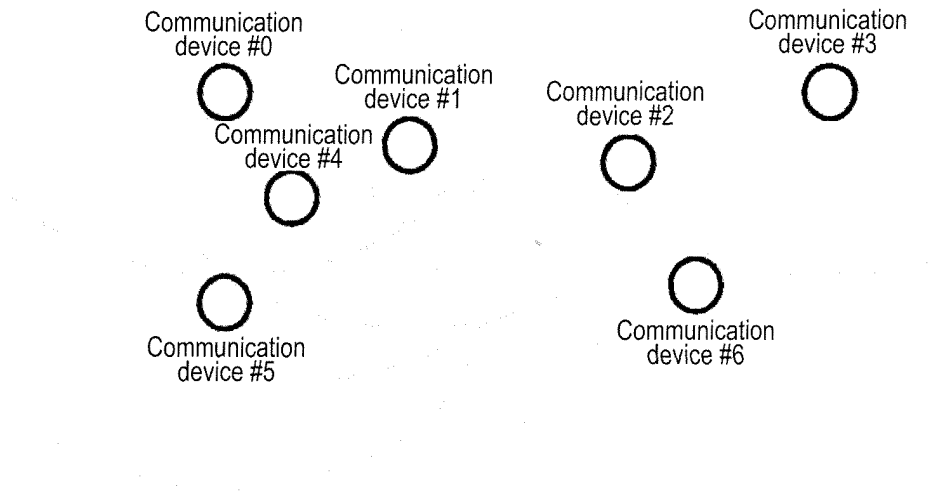 Communication
device #0
Communication
device #1
Communication
device #2
Communication
device #3
Communication
device #4
Communication
device #5
Communication
device #6